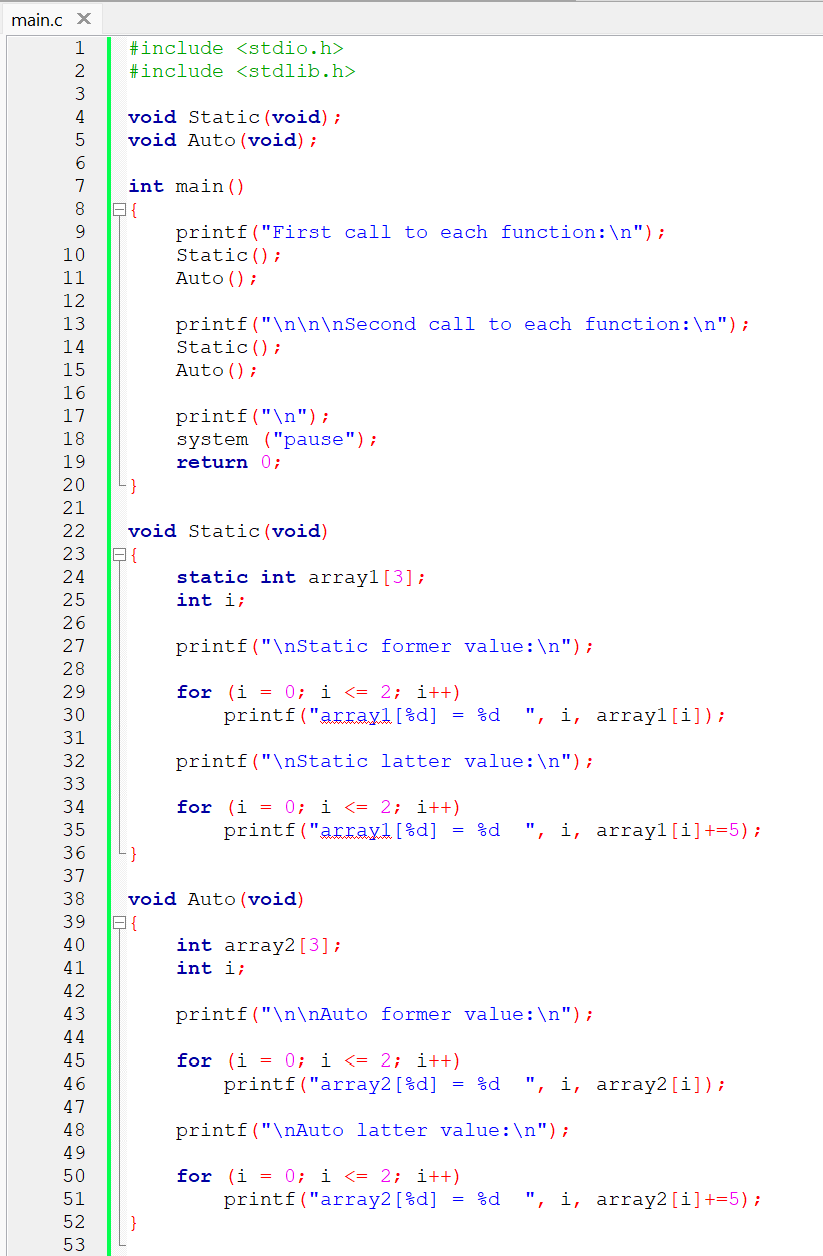 main.c
1 #include <stdio.h>
2 #include <stdlib.h>
3
4 void Static(void);
5 void Auto(void);
6
7 int main()
8 {
9     printf("First call to each function:\n");
10     Static();
11     Auto();
12
13     printf("\n\n\nSecond call to each function:\n");
14     Static();
15     Auto();
16
17     printf("\n");
18     system ("pause");
19     return 0;
20 }
21
22 void Static(void)
23 {
24     static int array1[3];
25     int i;
26
27     printf("\nStatic former value:\n");
28
29     for (i = 0; i <= 2; i++)
30         printf("array1[%d] = %d  ", i, array1[i]);
31
32     printf("\nStatic latter value:\n");
33
34     for (i = 0; i <= 2; i++)
35         printf("array1[%d] = %d  ", i, array1[i]+=5);
36 }
37
38 void Auto(void)
39 {
40     int array2[3];
41     int i;
42
43     printf("\n\nAuto former value:\n");
44
45     for (i = 0; i <= 2; i++)
46         printf("array2[%d] = %d  ", i, array2[i]);
47
48     printf("\nAuto latter value:\n");
49
50     for (i = 0; i <= 2; i++)
51         printf("array2[%d] = %d  ", i, array2[i]+=5);
52 }
53